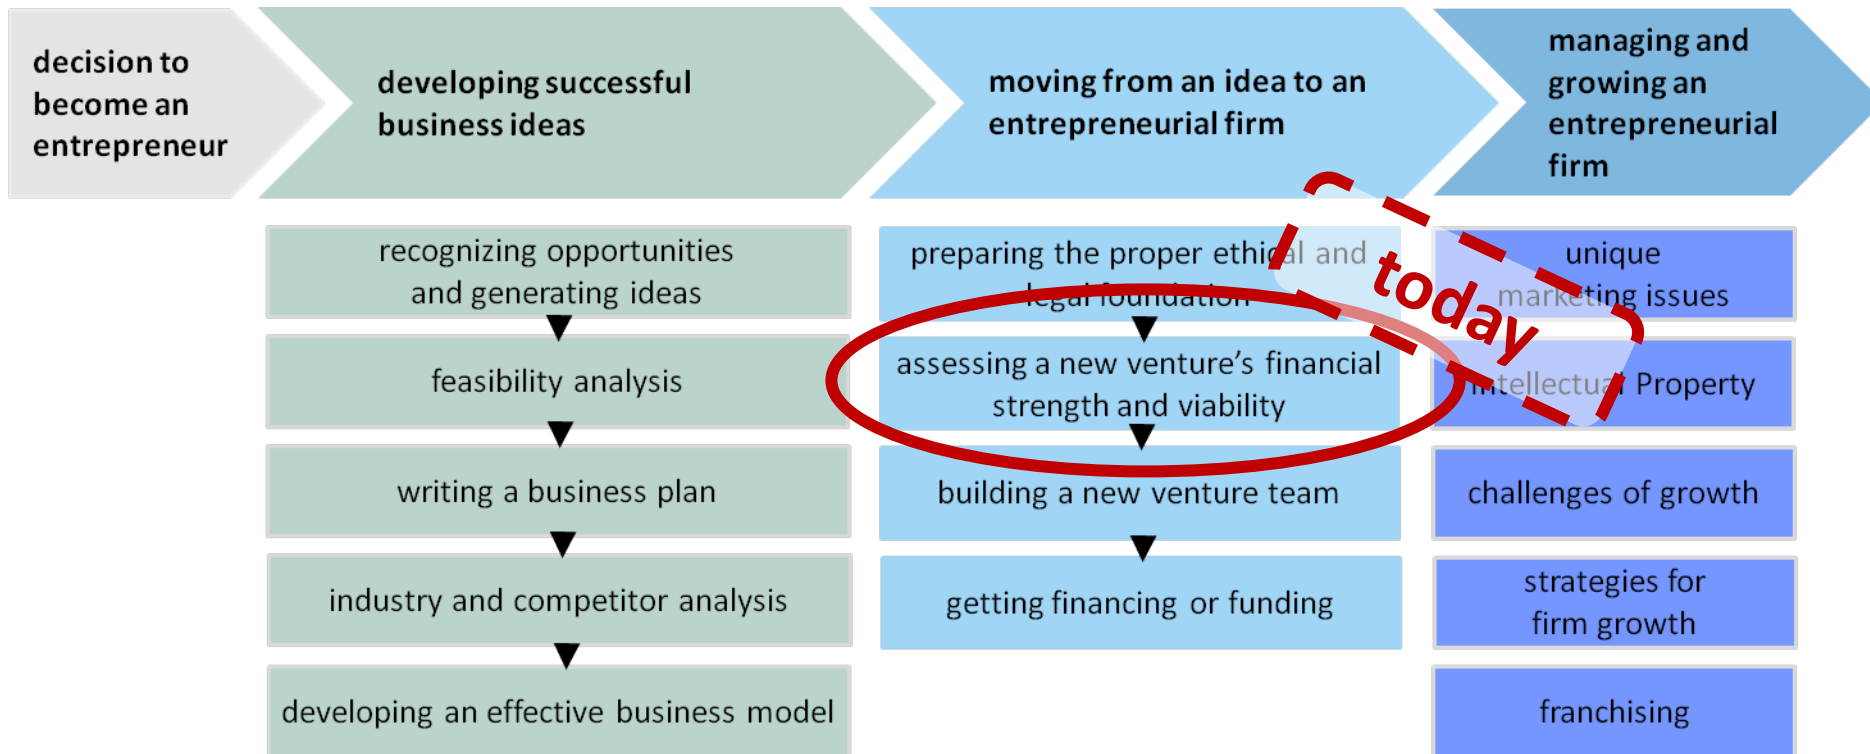 decision to
become an
entrepreneur
developing successful
business ideas
moving from an idea to an
entrepreneurial firm
managing and
growing an
entrepreneurial
firm
recognizing opportunities
and generating ideas
feasibility analysis
writing a business plan
industry and competitor analysis
developing an effective business model
preparing the proper ethical and
legal foundation
assessing a new venture's financial
strength and viability
building a new venture team
getting financing or funding
today
unique
marketing issues
Intellectual Property
challenges of growth
strategies for
firm growth
franchising